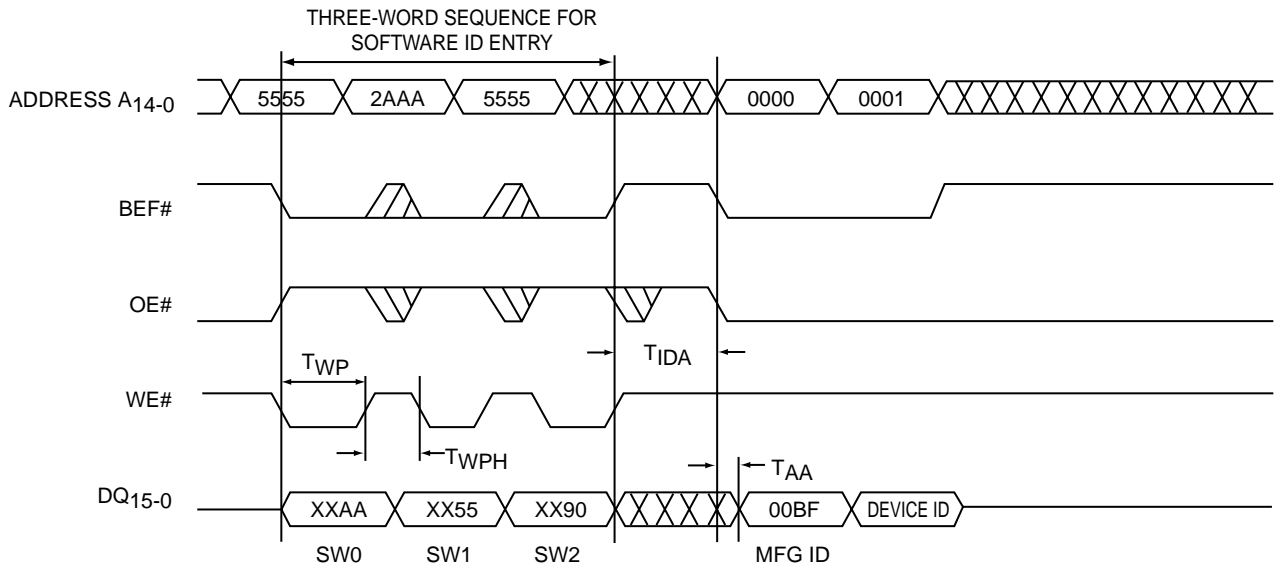 THREE-WORD SEQUENCE FOR
SOFTWARE ID ENTRY
ADDRESS A14-0
5555 2AAA 5555 0000 0001
BEF#
OE#
TWP
TIDA
WE#
TWPH
TAA
DQ15-0
XXAA XX55 XX90 00BF DEVICE ID
SW0 SW1 SW2 MFG ID